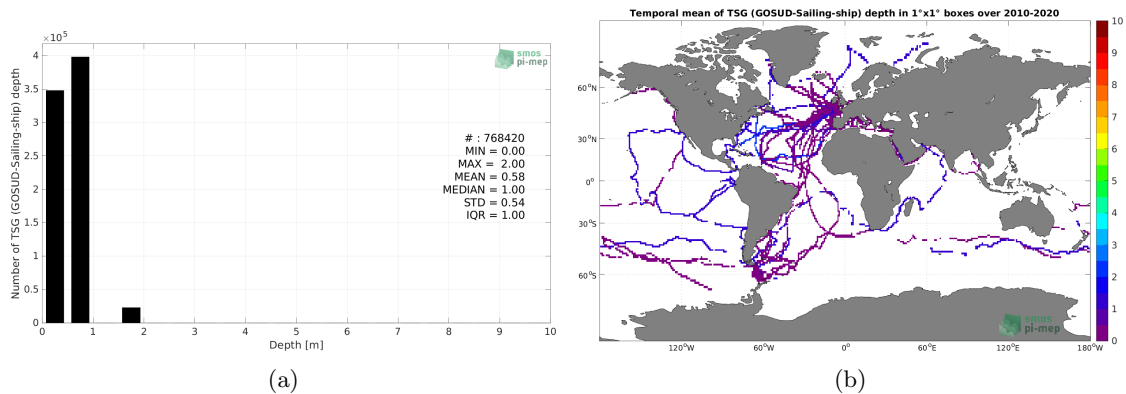 ×10⁵
4
3.5
3
2.5
2
1.5
1
0.5
0
Number of TSG (GOSUD-Sailing-ship) depth
smos
pi-mep
# : 768420
MIN = 0.00
MAX = 2.00
MEAN = 0.58
MEDIAN = 1.00
STD = 0.54
IQR = 1.00
0 1 2 3 4 5 6 7 8 9 10
Depth [m]
(a)
Temporal mean of TSG (GOSUD-Sailing-ship) depth in 1°x1° boxes over 2010-2020
60°N
30°N
0°
30°S
60°S
120°W 60°W 0° 60°E 120°E 180°W
smos
pi-mep
10
9
8
7
6
5
4
3
2
1
0
(b)